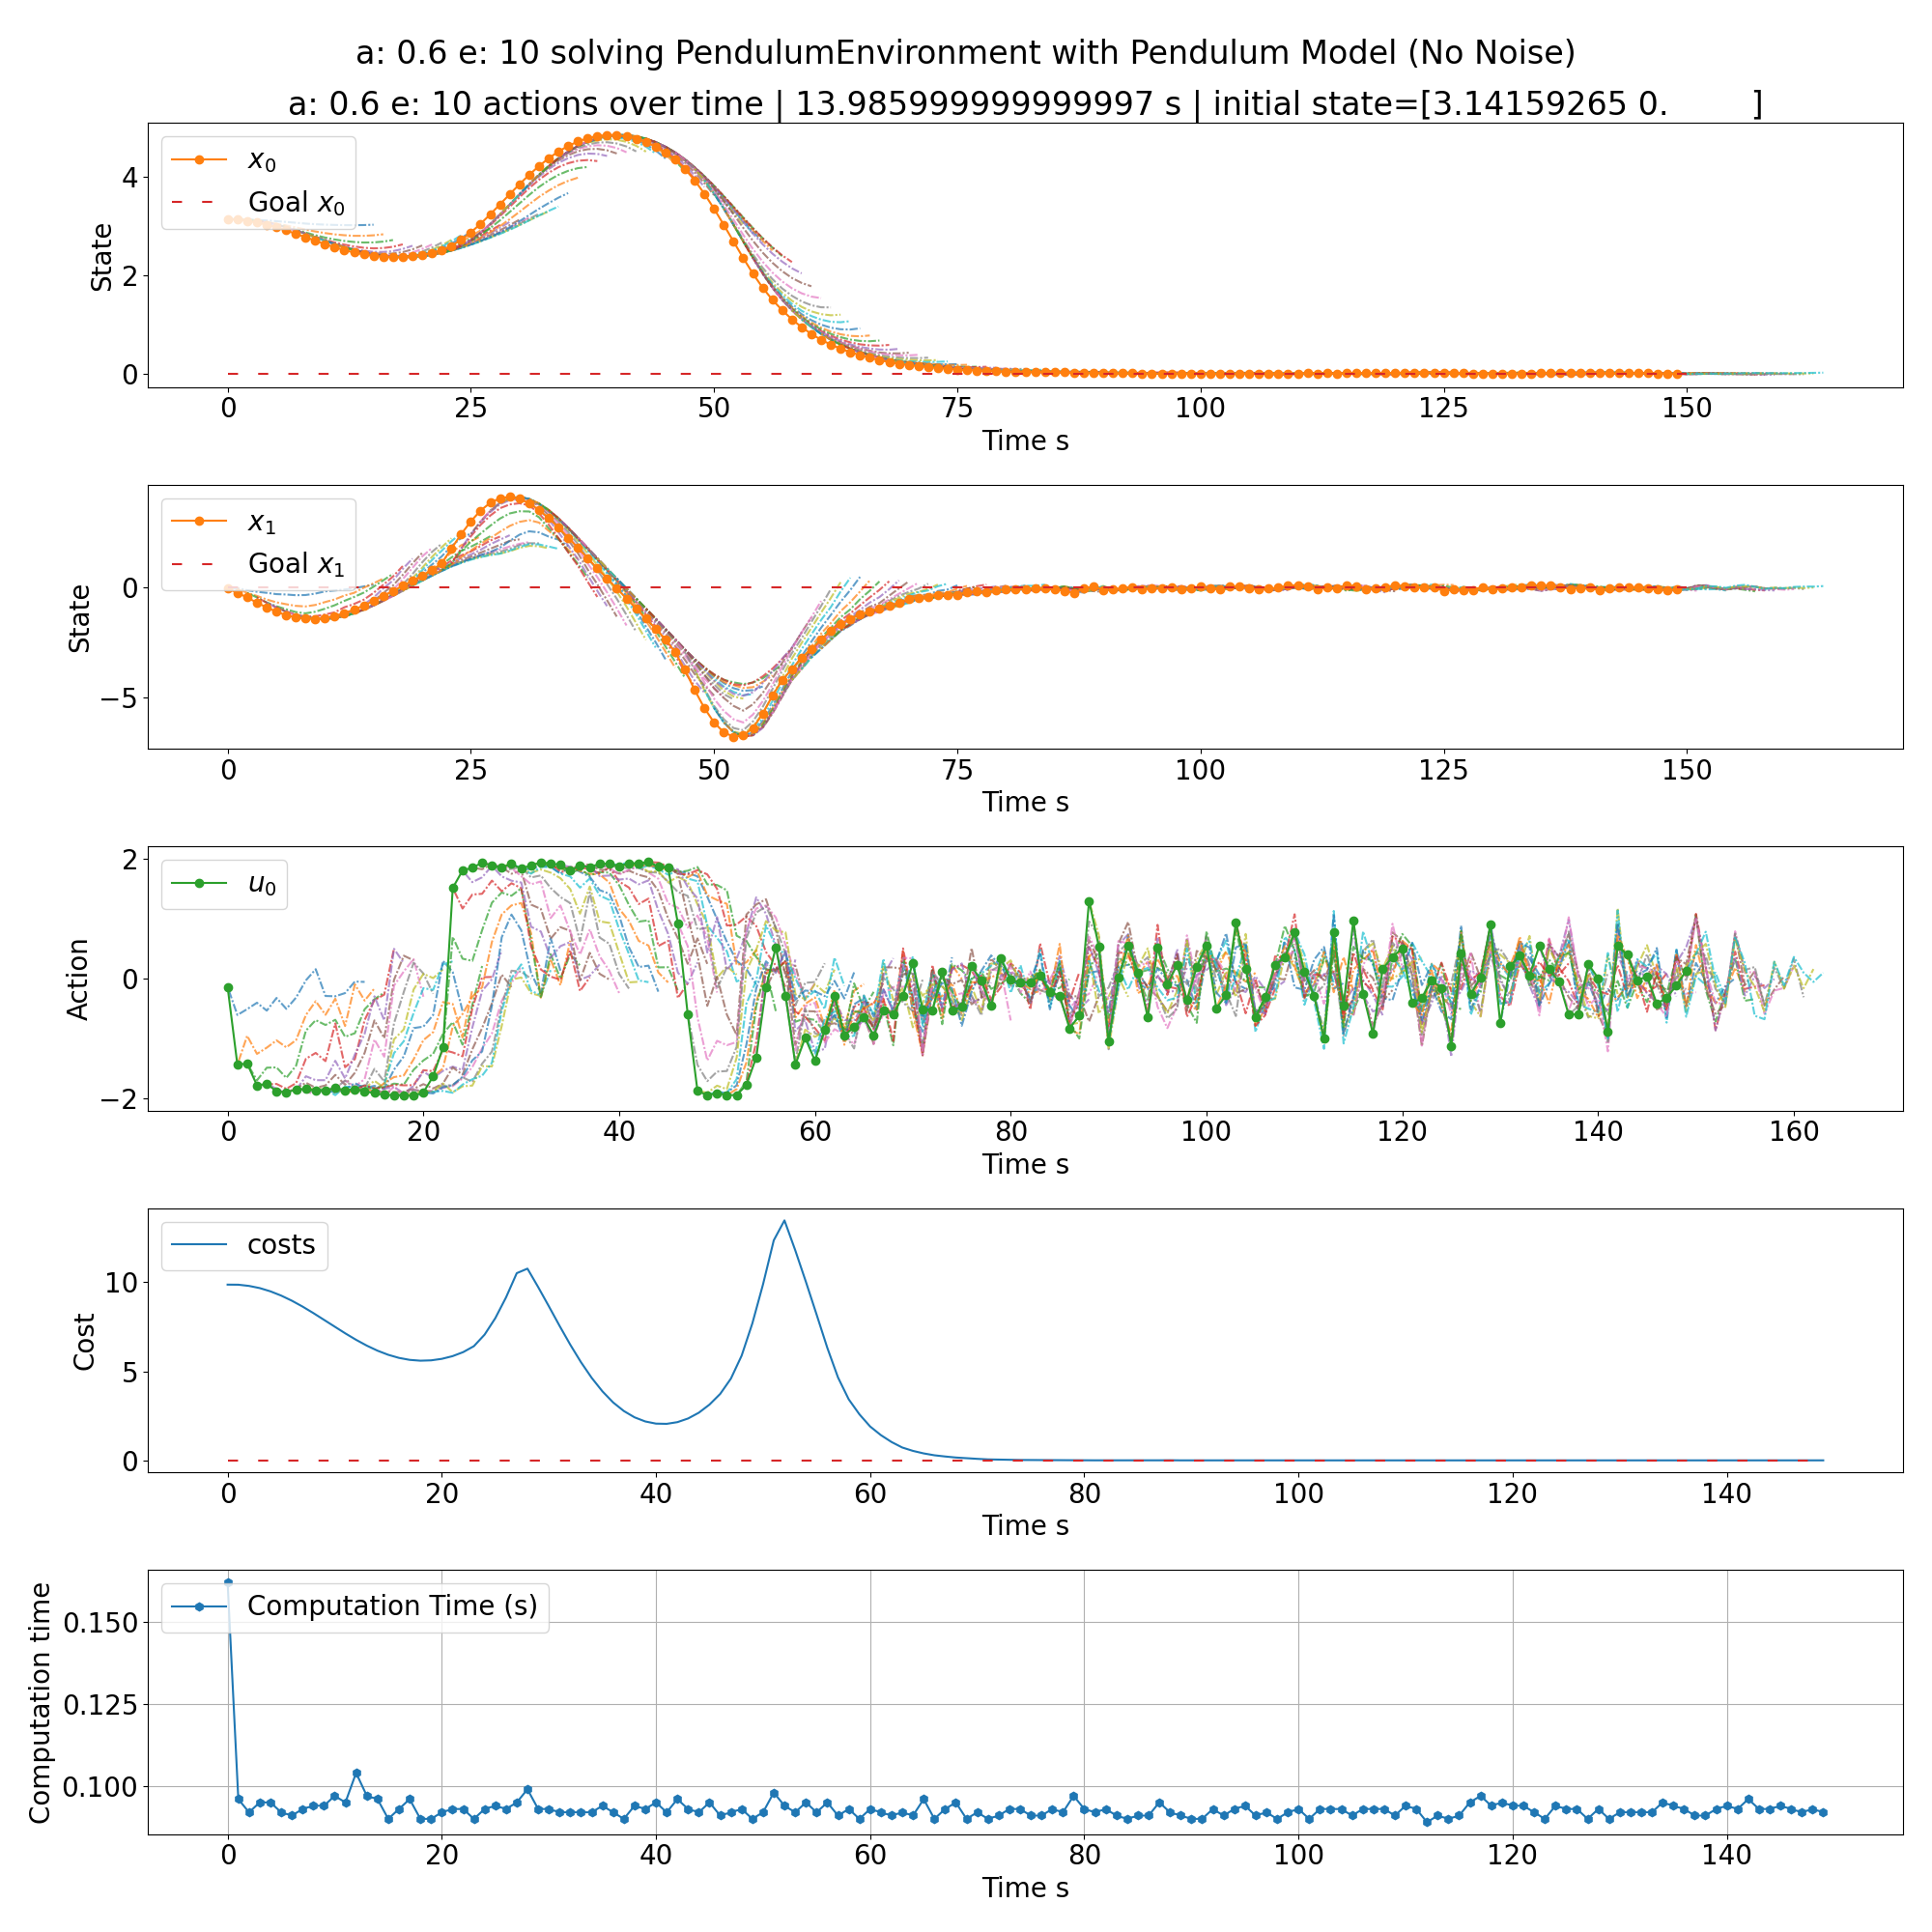 a: 0.6 e: 10 solving PendulumEnvironment with Pendulum Model (No Noise)
a: 0.6 e: 10 actions over time | 13.985999999999997 s | initial state=[3.14159265 0. ]
x₀
Goal x₀
State
4
2
0
0 25 50 75 100 125 150
Time s
x₁
Goal x₁
State
0
−5
0 25 50 75 100 125 150
Time s
u₀
Action
2
0
−2
0 20 40 60 80 100 120 140 160
Time s
costs
Cost
10
5
0
0 20 40 60 80 100 120 140
Time s
Computation Time (s)
Computation time
0.150
0.125
0.100
0 20 40 60 80 100 120 140
Time s